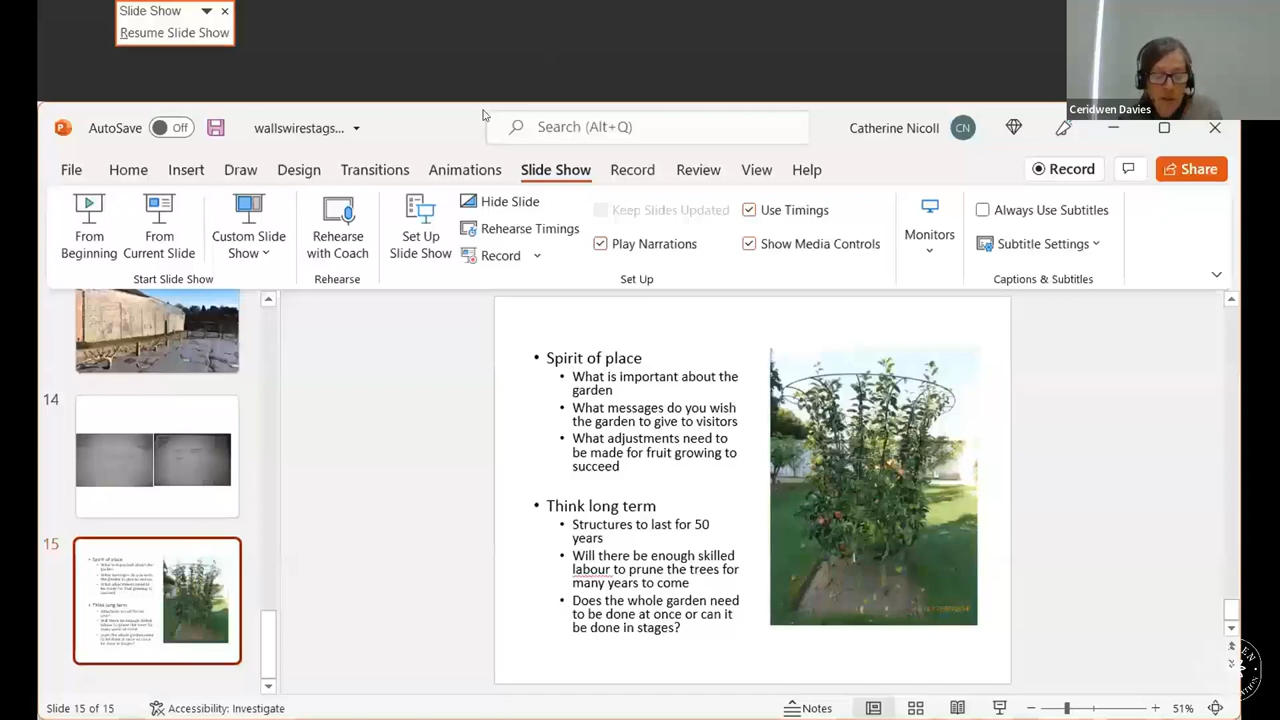 Slide Show
Resume Slide Show
Ceridwen Davies
AutoSave Off wallswirestags... Search (Alt+Q) Catherine Nicoll CN
File Home Insert Draw Design Transitions Animations Slide Show Record Review View Help Record Share
From Beginning
From Current Slide
Custom Slide Show
Start Slide Show
Rehearse with Coach
Rehearse
Set Up Slide Show
Hide Slide
Rehearse Timings
Record
Keep Slides Updated
Use Timings
Play Narrations
Show Media Controls
Set Up
Monitors
Always Use Subtitles
Subtitle Settings
Captions & Subtitles
14
15
• Spirit of place
• What is important about the
garden
• What messages do you wish
the garden to give to visitors
• What adjustments need to
be made for fruit growing to
succeed
• Think long term
• Structures to last for 50
years
• Will there be enough skilled
labour to prune the trees for
many years to come
• Does the whole garden need
to be done at once or can it
be done in stages?
Slide 15 of 15 Accessibility: Investigate Notes 51%